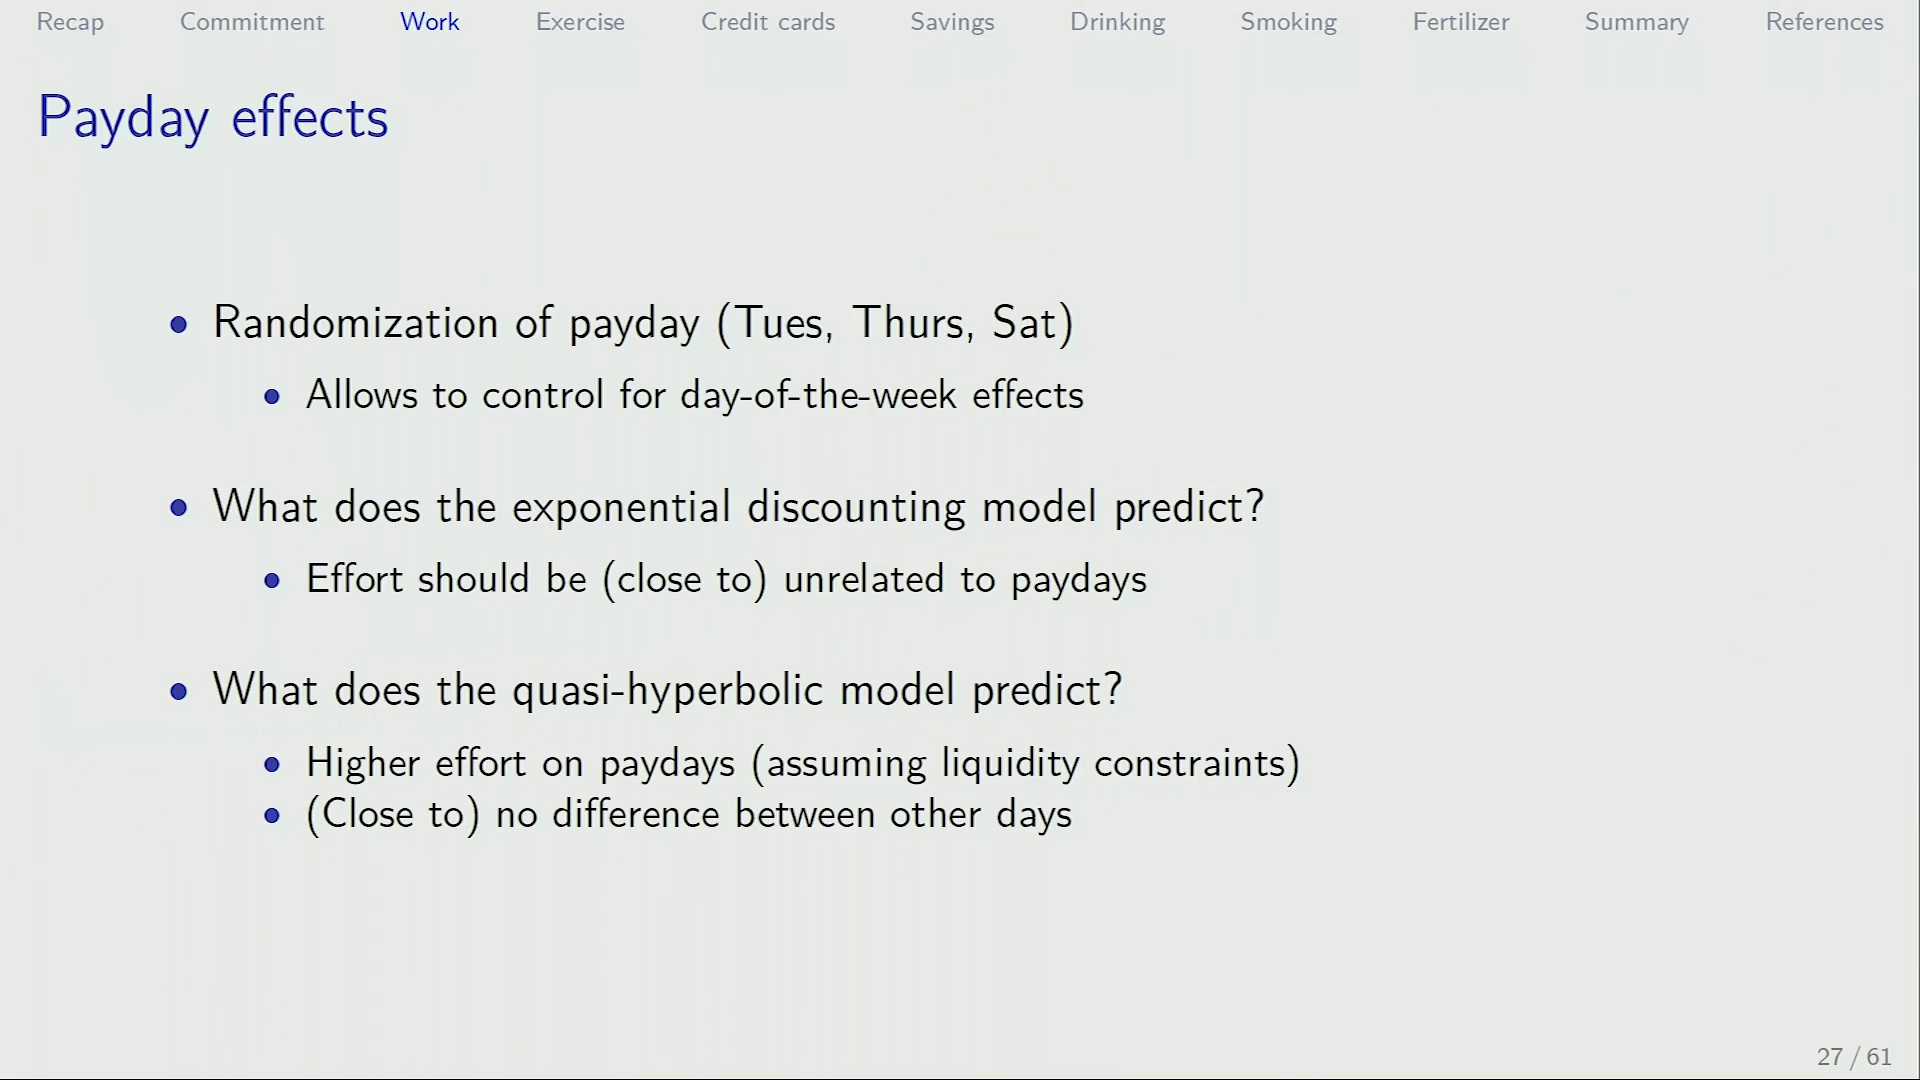 Recap Commitment Work Exercise Credit cards Savings Drinking Smoking Fertilizer Summary References
Payday effects
• Randomization of payday (Tues, Thurs, Sat)
• Allows to control for day-of-the-week effects
• What does the exponential discounting model predict?
• Effort should be (close to) unrelated to paydays
• What does the quasi-hyperbolic model predict?
• Higher effort on paydays (assuming liquidity constraints)
• (Close to) no difference between other days
27 / 61